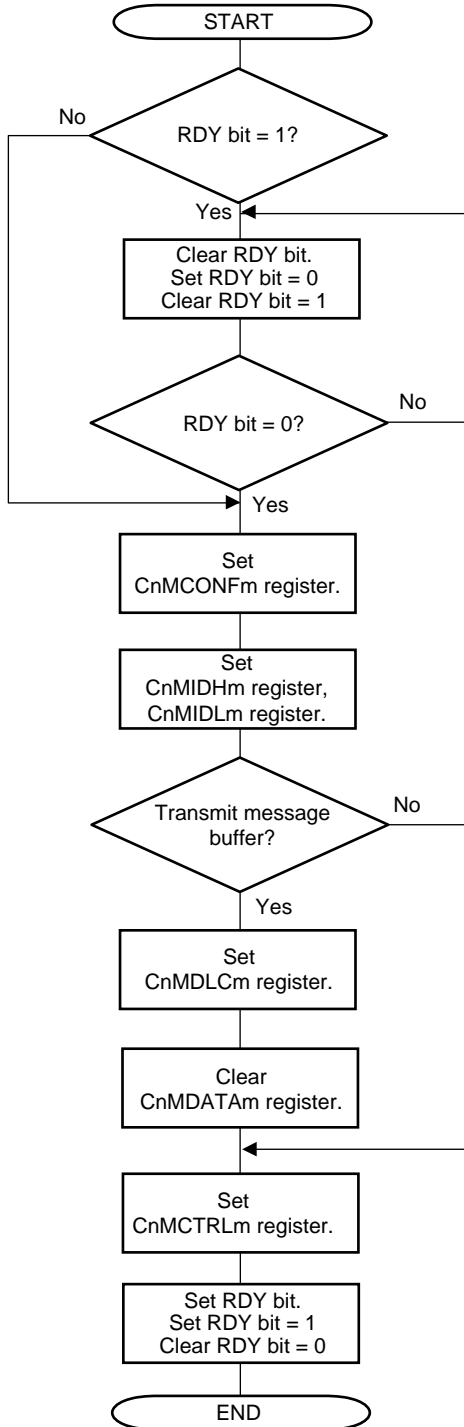 START
No
RDY bit = 1?
Yes
Clear RDY bit.
Set RDY bit = 0
Clear RDY bit = 1
No
RDY bit = 0?
Yes
Set
CnMCONFm register.
Set
CnMIDHm register,
CnMIDLm register.
No
Transmit message
buffer?
Yes
Set
CnMDLCm register.
Clear
CnMDATAm register.
Set
CnMCTRLm register.
Set RDY bit.
Set RDY bit = 1
Clear RDY bit = 0
END